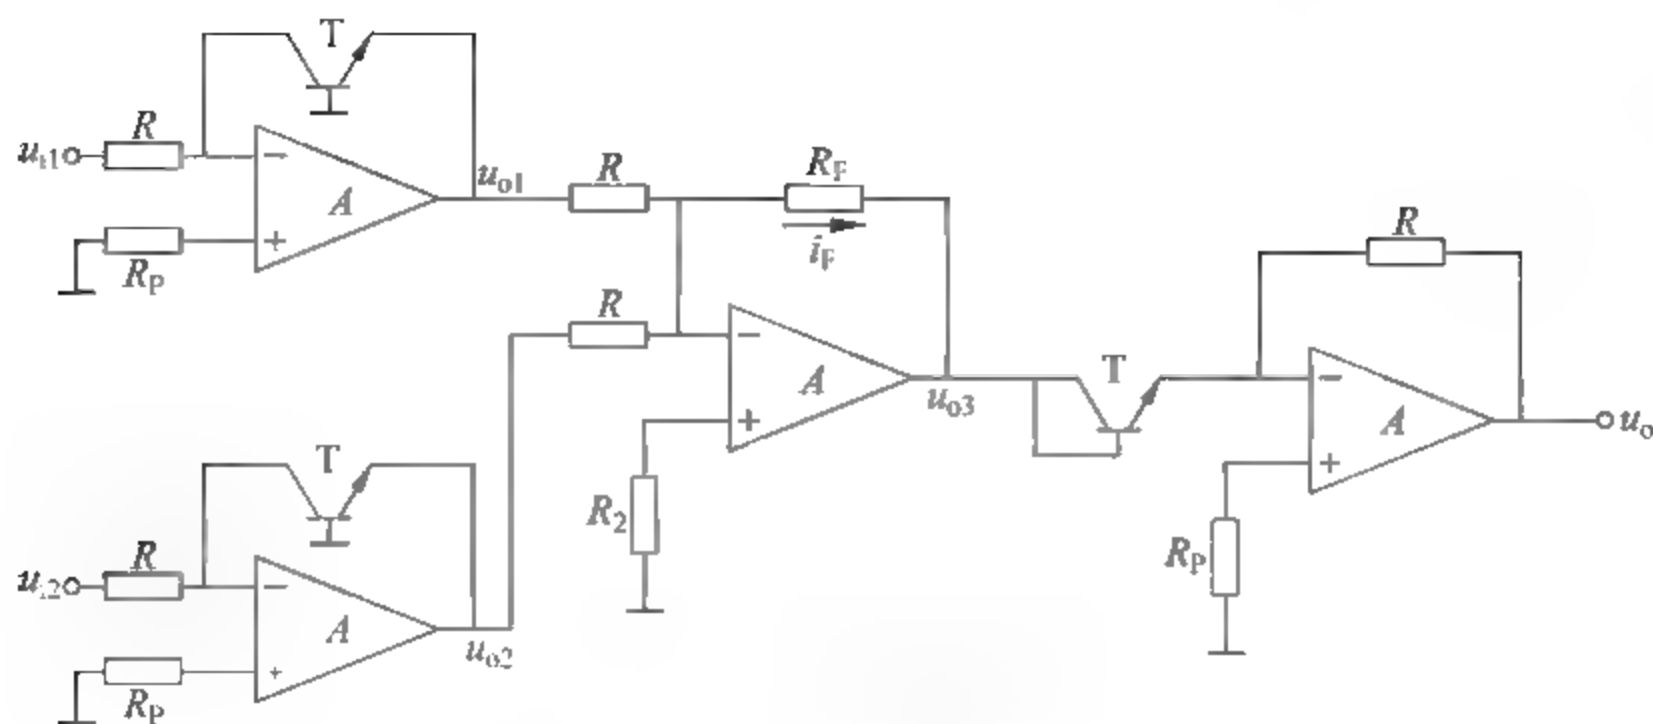 T
R
u_i1
A
R_P
u_o1
R
R_F
i_F
R
A
R_2
u_o3
T
R
A
R_P
u_o
T
R
u_i2
A
R_P
u_o2